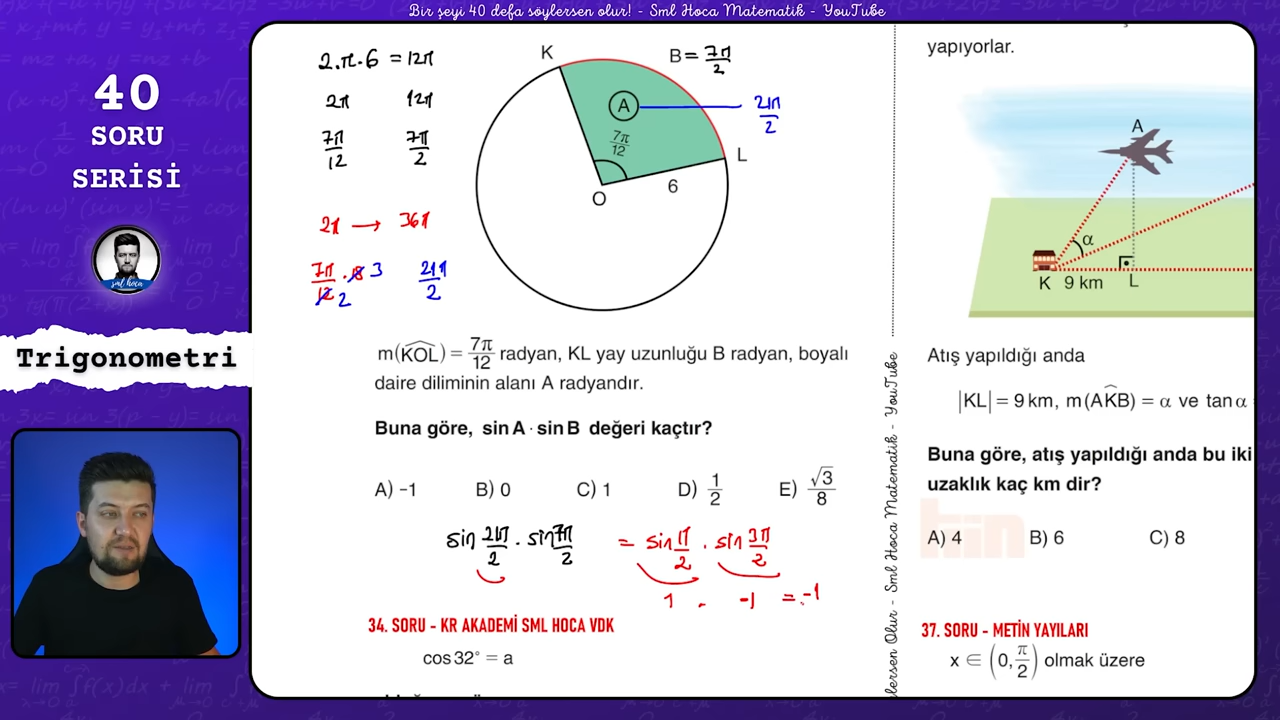 Bir şeyi 40 defa söylersen olur! - Sml Hoca Matematik - YouTube
40
SORU
SERİSİ
sml hoca
Trigonometri
2.π.6 = 12π
2π 12π
7π/12 7π/2
2π → 36π
7π/12 . 18 3
2
21π/2
K
B = 7π/2
A
21π/2
7π/12
L
O
6
m(KOL) = 7π/12 radyan, KL yay uzunluğu B radyan, boyalı
daire diliminin alanı A radyandır.
Buna göre, sin A · sin B değeri kaçtır?
A) –1 B) 0 C) 1 D) 1/2 E) √3/8
sin 21π/2 . sin 7π/2 = sin π/2 . sin 3π/2
1 . -1 = -1
34. SORU - KR AKADEMİ SML HOCA VDK
cos 32° = a
Olur - Sml Hoca Matematik - YouTube
yapıyorlar.
A
α
K 9 km L
Atış yapıldığı anda
|KL| = 9 km, m(AKB) = α ve tan α =
Buna göre, atış yapıldığı anda bu iki
uzaklık kaç km dir?
A) 4 B) 6 C) 8
37. SORU - METİN YAYILARI
x ∈ (0, π/2) olmak üzere